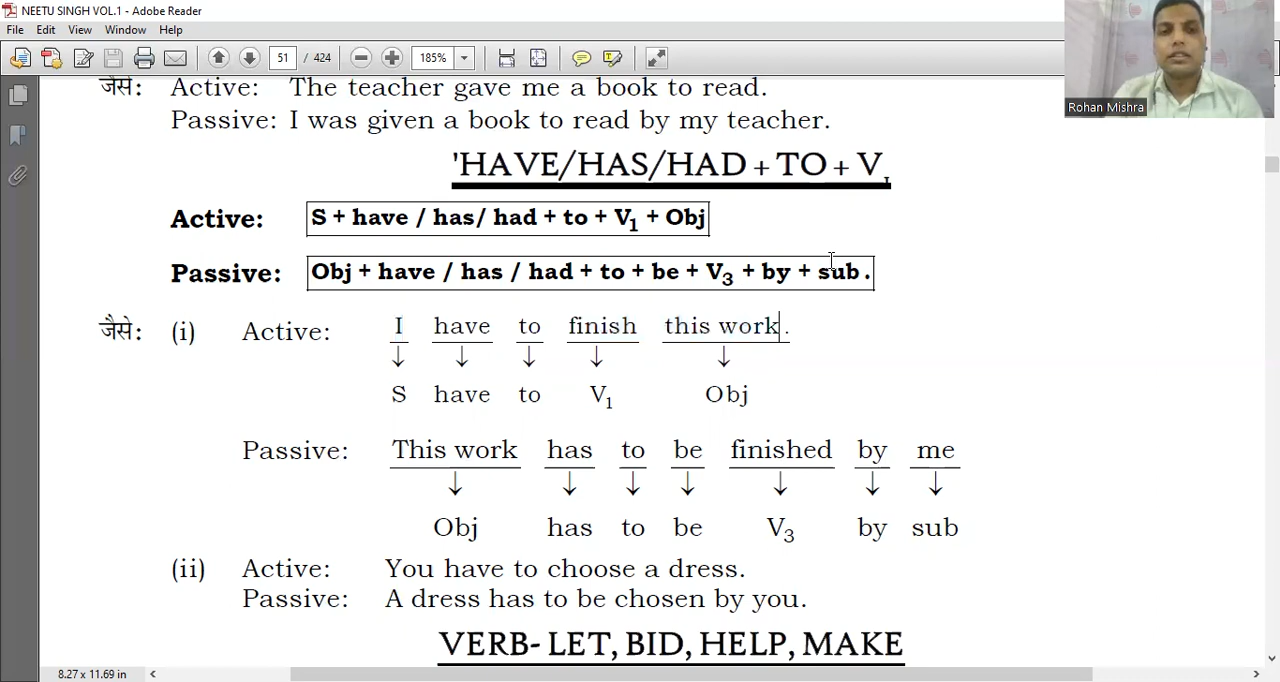 NEETU SINGH VOL.1 - Adobe Reader
File Edit View Window Help
51 / 424 185%
Rohan Mishra
जैसे: Active: The teacher gave me a book to read.
Passive: I was given a book to read by my teacher.
'HAVE/HAS/HAD + TO + V1
Active: S + have / has/ had + to + V1 + Obj
Passive: Obj + have / has / had + to + be + V3 + by + sub.
जैसे: (i) Active: I have to finish this work.
S have to V1 Obj
Passive: This work has to be finished by me
Obj has to be V3 by sub
(ii) Active: You have to choose a dress.
Passive: A dress has to be chosen by you.
VERB- LET, BID, HELP, MAKE
8.27 x 11.69 in